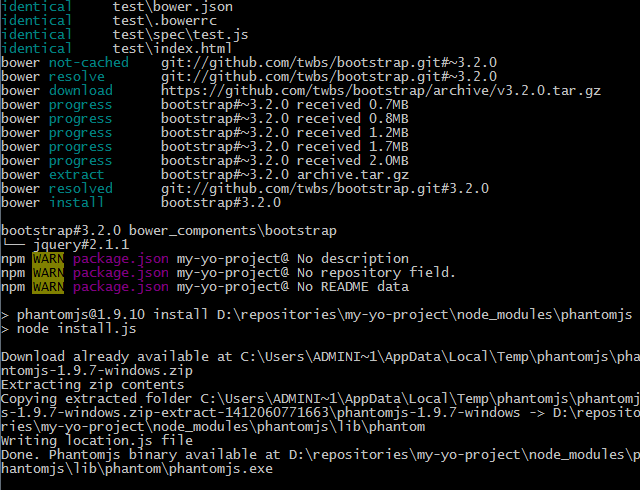 identical     test\bower.json
identical     test\.bowerrc
identical     test\spec\test.js
identical     test\index.html
bower not-cached    git://github.com/twbs/bootstrap.git#~3.2.0
bower resolve       git://github.com/twbs/bootstrap.git#~3.2.0
bower download      https://github.com/twbs/bootstrap/archive/v3.2.0.tar.gz
bower progress      bootstrap#~3.2.0 received 0.7MB
bower progress      bootstrap#~3.2.0 received 0.8MB
bower progress      bootstrap#~3.2.0 received 1.2MB
bower progress      bootstrap#~3.2.0 received 1.7MB
bower progress      bootstrap#~3.2.0 received 2.0MB
bower extract       bootstrap#~3.2.0 archive.tar.gz
bower resolved      git://github.com/twbs/bootstrap.git#3.2.0
bower install       bootstrap#3.2.0
bootstrap#3.2.0 bower_components\bootstrap
└── jquery#2.1.1
npm WARN package.json my-yo-project@ No description
npm WARN package.json my-yo-project@ No repository field.
npm WARN package.json my-yo-project@ No README data
> phantomjs@1.9.10 install D:\repositories\my-yo-project\node_modules\phantomjs
> node install.js
Download already available at C:\Users\ADMINI~1\AppData\Local\Temp\phantomjs\pha
ntomjs-1.9.7-windows.zip
Extracting zip contents
Copying extracted folder C:\Users\ADMINI~1\AppData\Local\Temp\phantomjs\phantomj
s-1.9.7-windows.zip-extract-1412060771663\phantomjs-1.9.7-windows -> D:\reposito
ries\my-yo-project\node_modules\phantomjs\lib\phantom
Writing location.js file
Done. Phantomjs binary available at D:\repositories\my-yo-project\node_modules\p
hantomjs\lib\phantom\phantomjs.exe